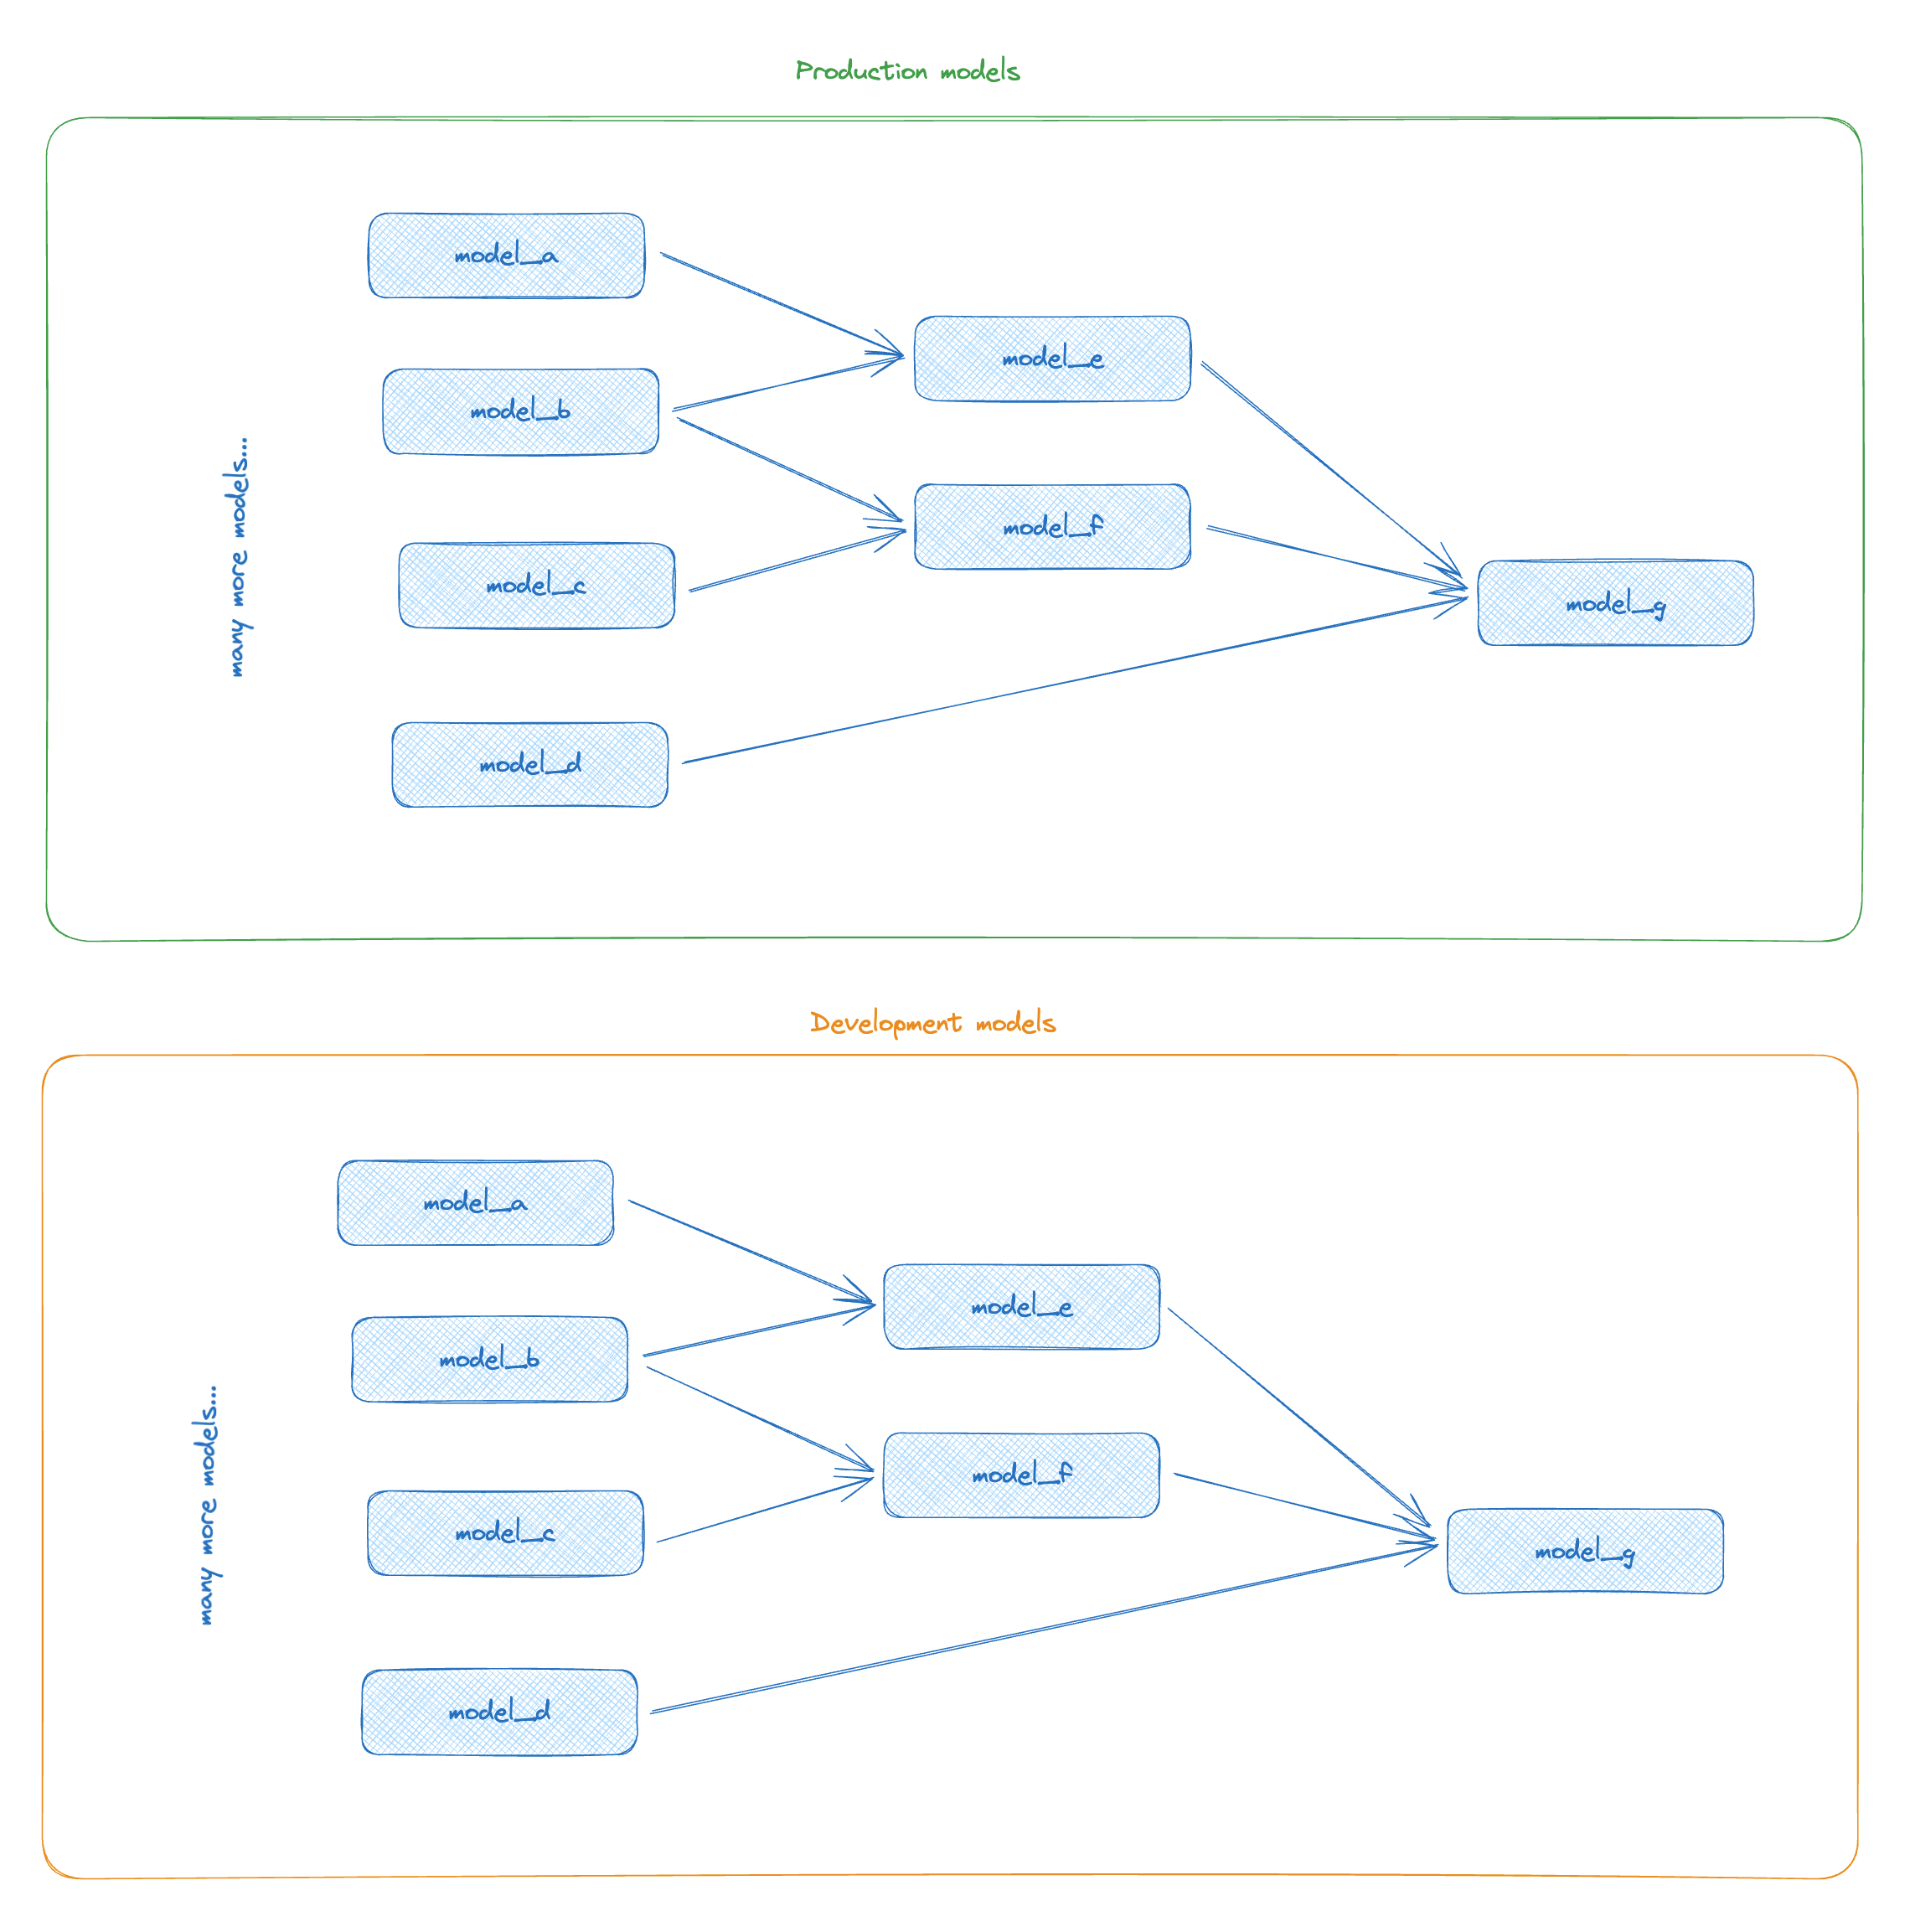 Production models
model_a
model_e
model_b
many more models...
model_f
model_c
model_g
model_d
Development models
model_a
model_e
model_b
many more models...
model_f
model_c
model_g
model_d